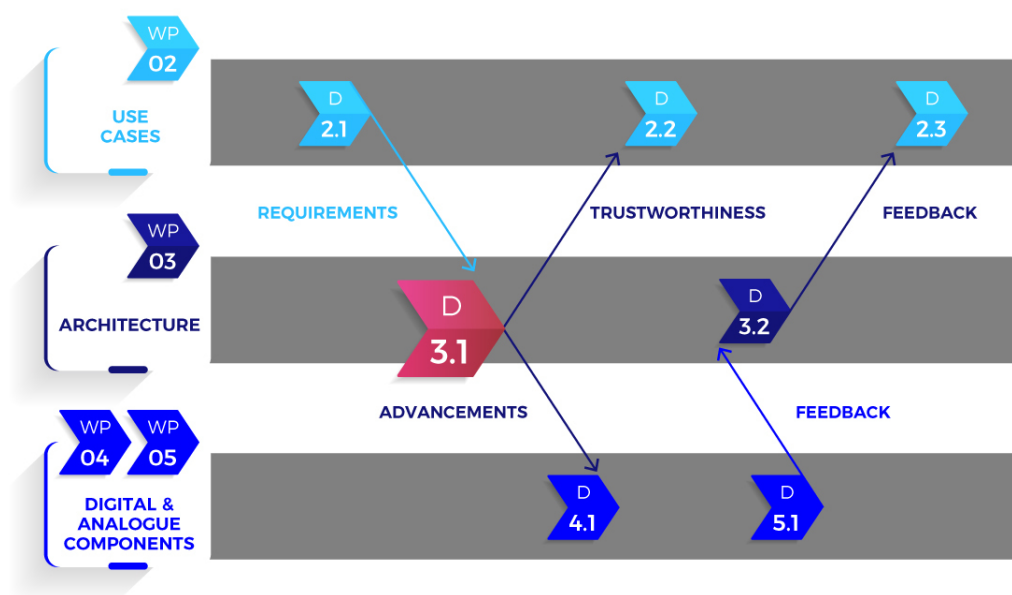 WP
02
USE
CASES
D
2.1
D
2.2
D
2.3
REQUIREMENTS
TRUSTWORTHINESS
FEEDBACK
WP
03
ARCHITECTURE
D
3.1
D
3.2
ADVANCEMENTS
FEEDBACK
WP
04
WP
05
DIGITAL &
ANALOGUE
COMPONENTS
D
4.1
D
5.1